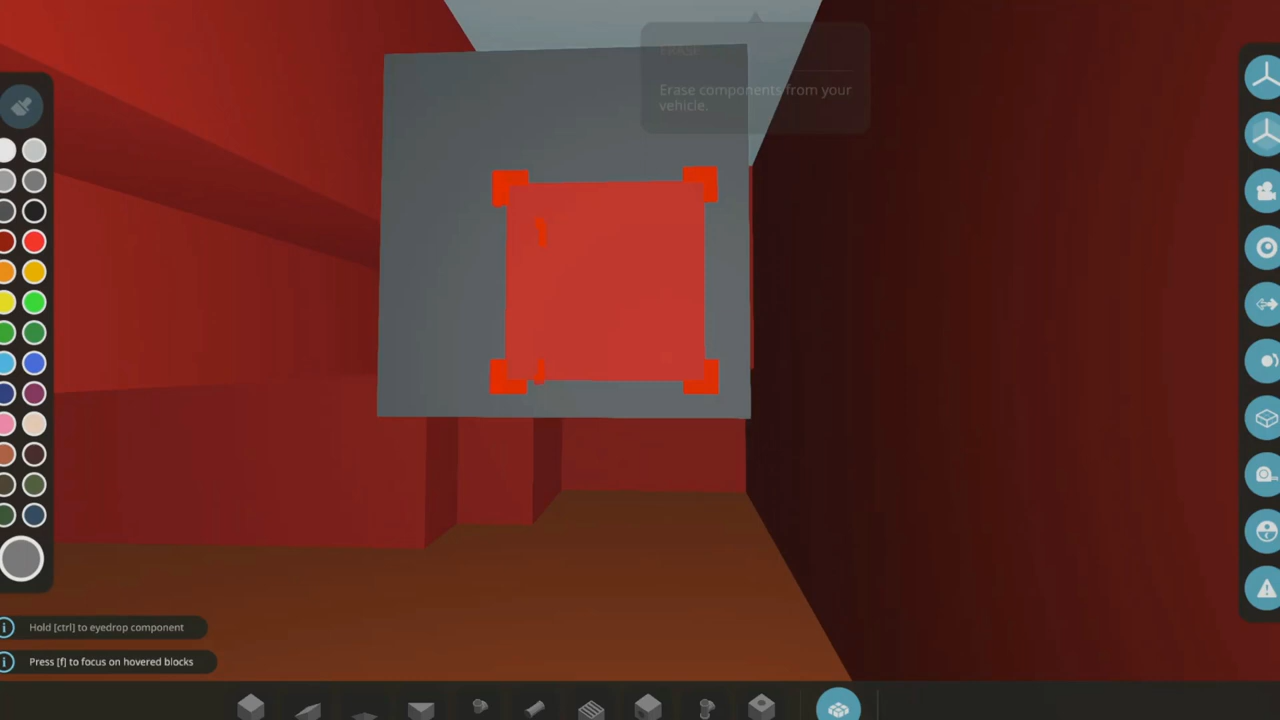 Erase components from your
vehicle.
Hold [ctrl] to eyedrop component
Press [f] to focus on hovered blocks